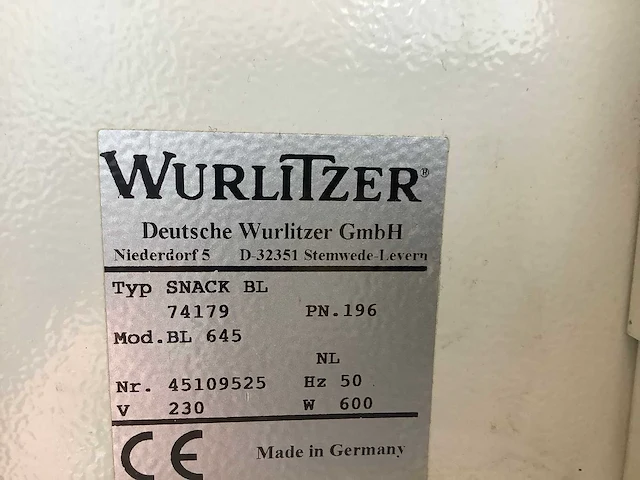 WURLITZER®
Deutsche Wurlitzer GmbH
Niederdorf 5 D-32351 Stemwede-Levern
Typ SNACK BL
74179 PN.196
Mod.BL 645
NL
Nr. 45109525 Hz 50
V 230 W 600
CE Made in Germany